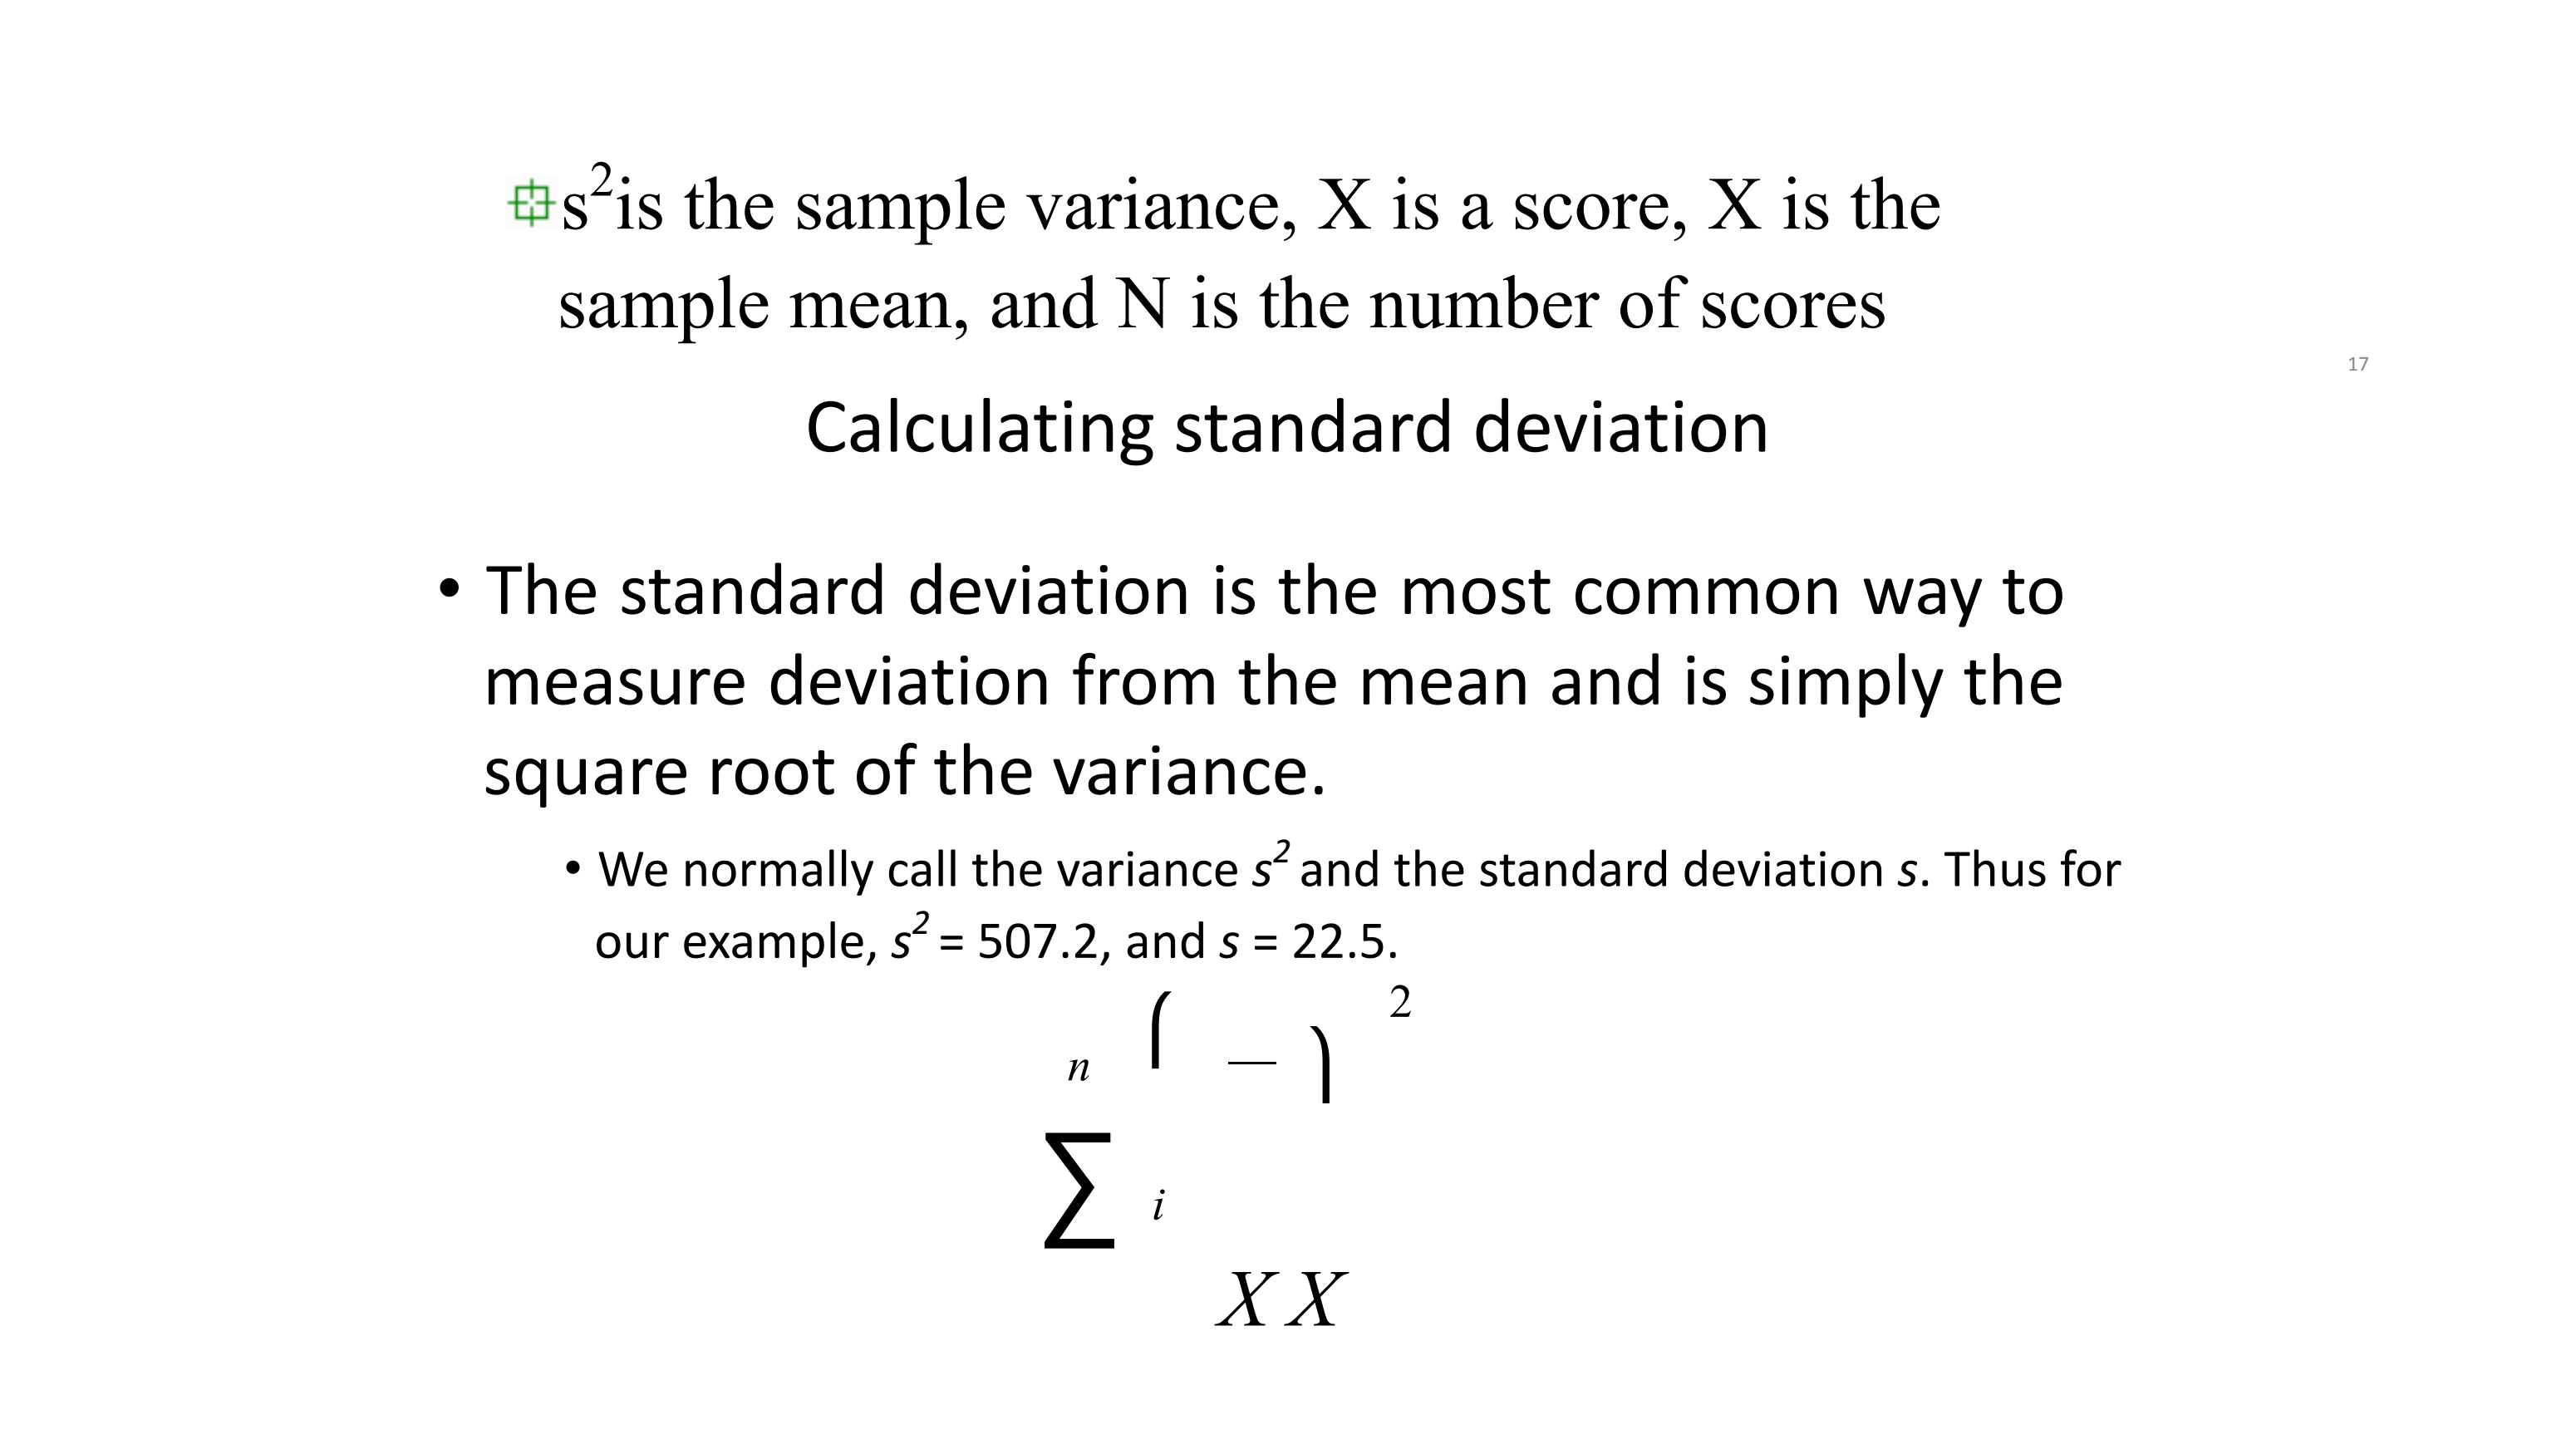 s²is the sample variance, X is a score, X is the
sample mean, and N is the number of scores
17
Calculating standard deviation
• The standard deviation is the most common way to
measure deviation from the mean and is simply the
square root of the variance.
• We normally call the variance s² and the standard deviation s. Thus for
our example, s² = 507.2, and s = 22.5.
2
n ⎛ — ⎞
∑ i
X X